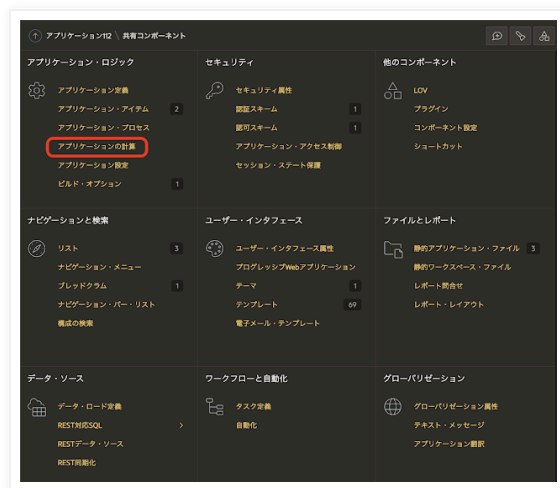 アプリケーション112 \ 共有コンポーネント
アプリケーション・ロジック
アプリケーション定義
アプリケーション・アイテム 2
アプリケーション・プロセス
アプリケーションの計算
アプリケーション設定
ビルド・オプション 1
セキュリティ
セキュリティ属性
認証スキーム 1
認可スキーム 1
アプリケーション・アクセス制御
セッション・ステート保護
他のコンポーネント
LOV
プラグイン
コンポーネント設定
ショートカット
ナビゲーションと検索
リスト 3
ナビゲーション・メニュー
ブレッドクラム 1
ナビゲーション・バー・リスト
構成の検索
ユーザー・インタフェース
ユーザー・インタフェース属性
プログレッシブWebアプリケーション
テーマ 1
テンプレート 69
電子メール・テンプレート
ファイルとレポート
静的アプリケーション・ファイル 3
静的ワークスペース・ファイル
レポート問合せ
レポート・レイアウト
データ・ソース
データ・ロード定義
REST対応SQL
RESTデータ・ソース
REST同期化
ワークフローと自動化
タスク定義
自動化
グローバリゼーション
グローバリゼーション属性
テキスト・メッセージ
アプリケーション翻訳